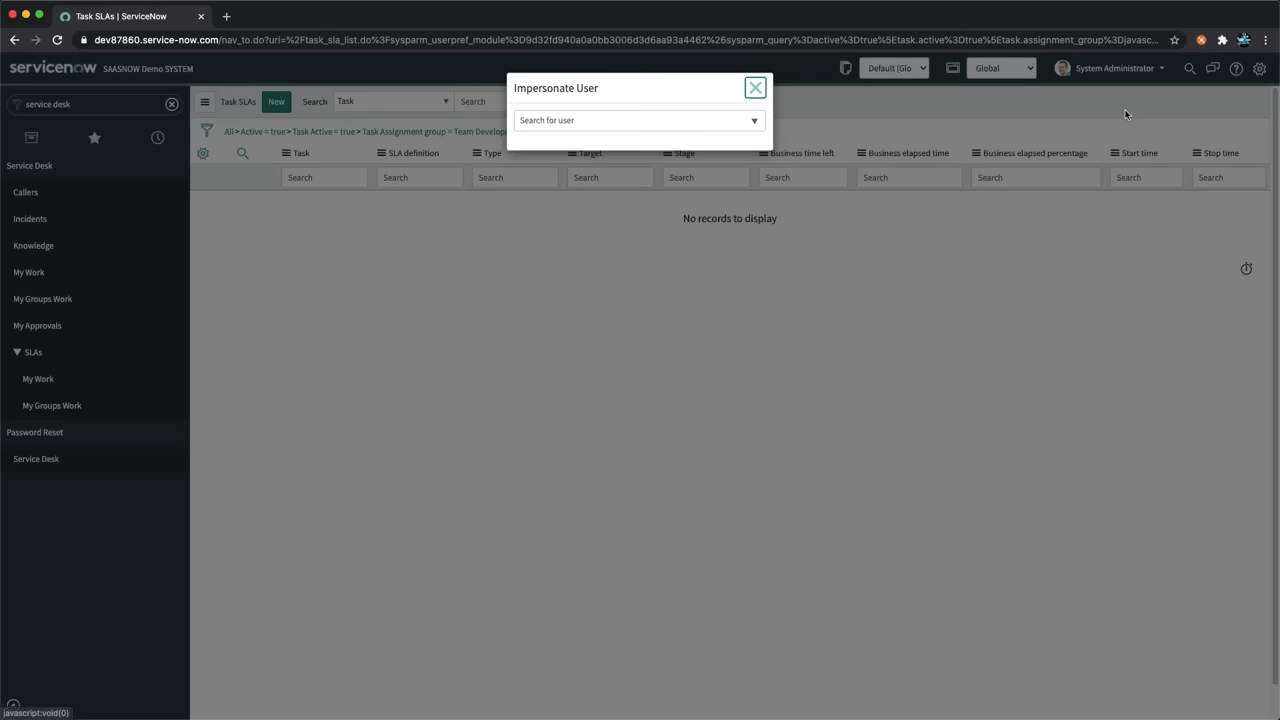 Task SLAs | ServiceNow
dev87860.service-now.com/nav_to.do?uri=%2Ftask_sla_list.do%3Fsysparm_userpref_module%3D9d32fd940a0a0bb3006d3d6aa93a4462%26sysparm_query%3Dactive%3Dtrue%5Etask.active%3Dtrue%5Etask.assignment_group%3Djavasc...
servicenow SAASNOW Demo SYSTEM Default [Glo Global System Administrator
service desk
Service Desk
Callers
Incidents
Knowledge
My Work
My Groups Work
My Approvals
SLAs
My Work
My Groups Work
Password Reset
Service Desk
javascript:void(0)
Impersonate User
Search for user
Task SLAs New Search Task Search
All > Active = true > Task Active = true > Task Assignment group = Team Develop
Task SLA definition Type Target Stage Business time left Business elapsed time Business elapsed percentage Start time Stop time
Search Search Search Search Search Search Search Search Search Search
No records to display